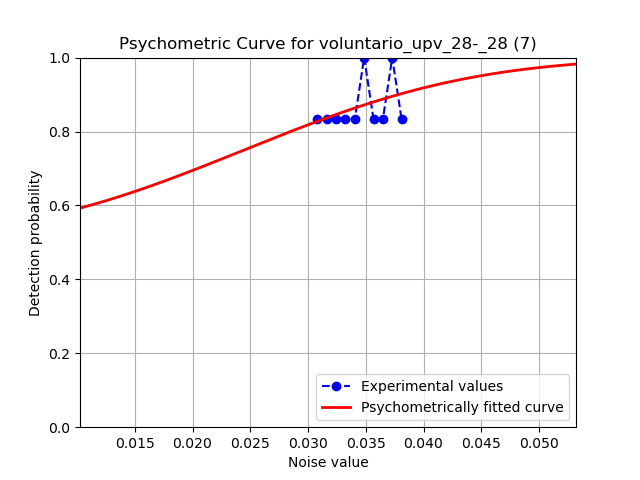 Psychometric Curve for voluntario_upv_28-_28 (7)
1.0
0.8
0.6
0.4
0.2
0.0
Detection probability
0.015 0.020 0.025 0.030 0.035 0.040 0.045 0.050
Noise value
Experimental values
Psychometrically fitted curve